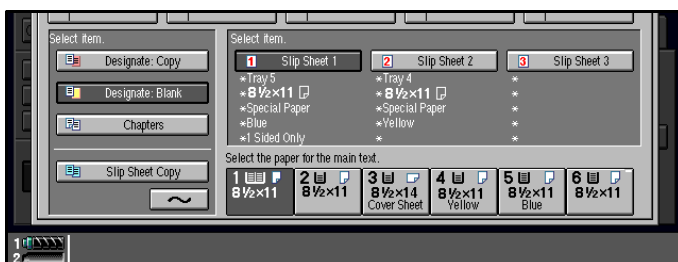 Select item.
Designate: Copy
Designate: Blank
Chapters
Slip Sheet Copy
~
Select item.
1 Slip Sheet 1
2 Slip Sheet 2
3 Slip Sheet 3
*Tray 5
*Tray 4
*
*8½×11
*8½×11
*
*Special Paper
*Special Paper
*
*Blue
*Yellow
*
*1 Sided Only
*
*
Select the paper for the main text.
1 8½×11
2 8½×11
3 8½×14 Cover Sheet
4 8½×11 Yellow
5 8½×11 Blue
6 8½×11
1
2